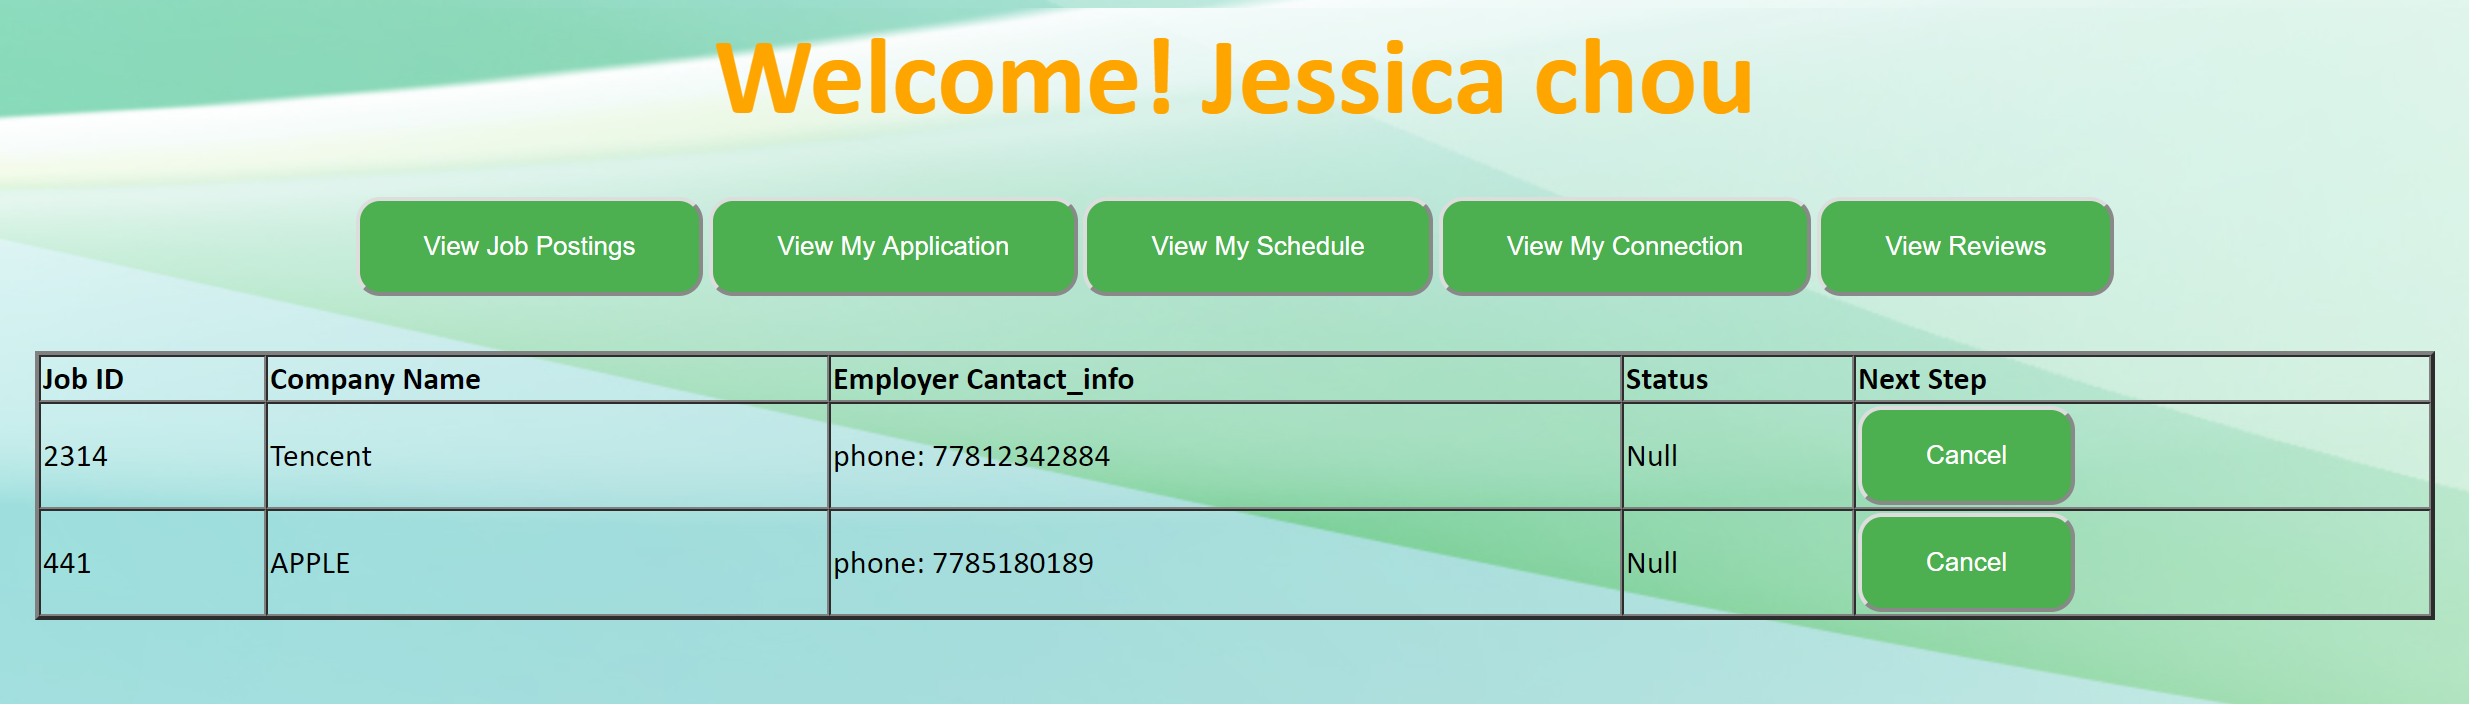 Welcome! Jessica chou
View Job Postings View My Application View My Schedule View My Connection View Reviews
Job ID Company Name Employer Cantact_info Status Next Step
2314 Tencent phone: 77812342884 Null Cancel
441 APPLE phone: 7785180189 Null Cancel